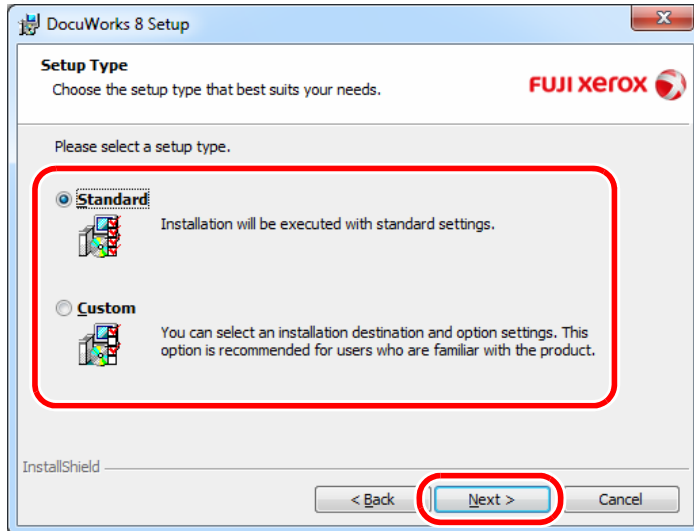 DocuWorks 8 Setup
Setup Type
Choose the setup type that best suits your needs.
FUJI xerox
Please select a setup type.
Standard
Installation will be executed with standard settings.
Custom
You can select an installation destination and option settings. This
option is recommended for users who are familiar with the product.
InstallShield
< Back Next > Cancel